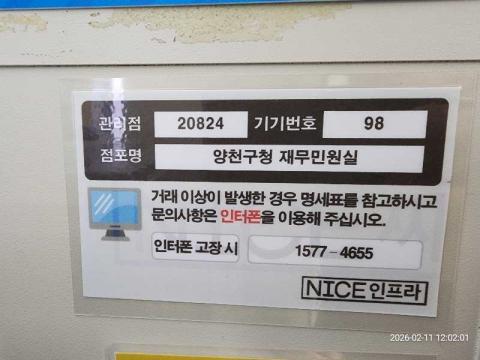 관리점 20824 기기번호 98
점포명 양천구청 재무민원실
거래 이상이 발생한 경우 명세표를 참고하시고
문의사항은 인터폰을 이용해 주십시오.
인터폰 고장 시 1577-4655
NICE인프라
2026-02-11 12:02:01